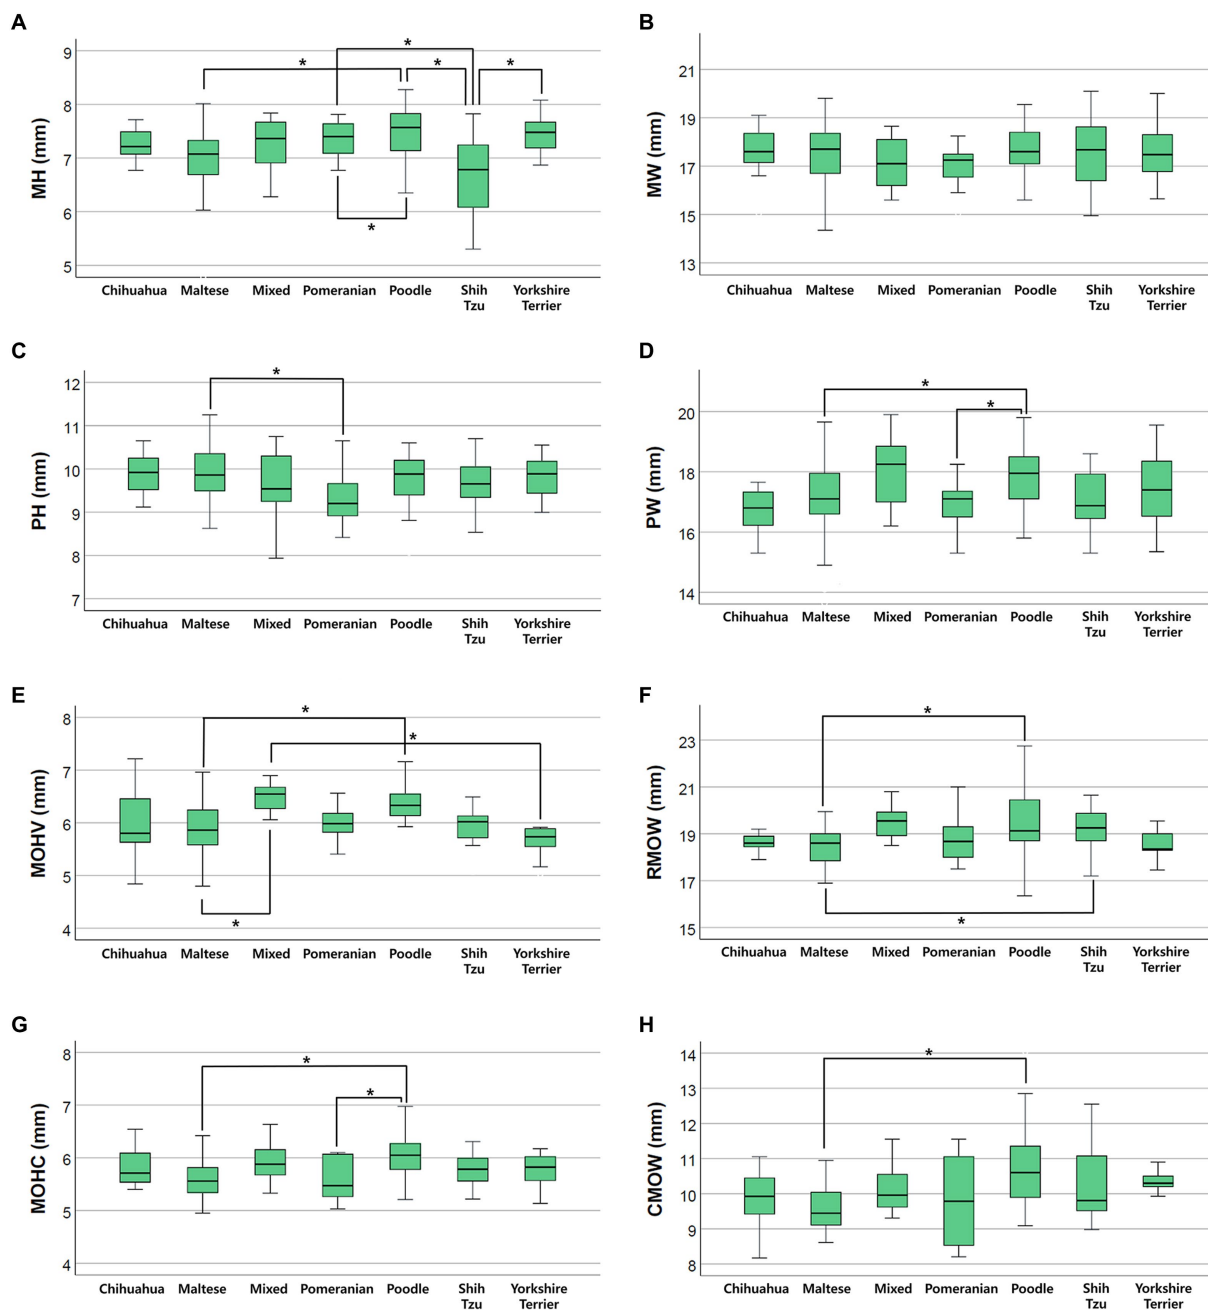 A
MH (mm)
9
8
7
6
5
* * * * *
Chihuahua Maltese Mixed Pomeranian Poodle Shih Tzu Yorkshire Terrier
B
MW (mm)
21
19
17
15
13
Chihuahua Maltese Mixed Pomeranian Poodle Shih Tzu Yorkshire Terrier
C
PH (mm)
12
11
10
9
8
7
*
Chihuahua Maltese Mixed Pomeranian Poodle Shih Tzu Yorkshire Terrier
D
PW (mm)
20
18
16
14
* *
Chihuahua Maltese Mixed Pomeranian Poodle Shih Tzu Yorkshire Terrier
E
MOHV (mm)
8
7
6
5
4
* * *
Chihuahua Maltese Mixed Pomeranian Poodle Shih Tzu Yorkshire Terrier
F
RMOW (mm)
23
21
19
17
15
* *
Chihuahua Maltese Mixed Pomeranian Poodle Shih Tzu Yorkshire Terrier
G
MOHC (mm)
8
7
6
5
4
* *
Chihuahua Maltese Mixed Pomeranian Poodle Shih Tzu Yorkshire Terrier
H
CMOW (mm)
14
13
12
11
10
9
8
*
Chihuahua Maltese Mixed Pomeranian Poodle Shih Tzu Yorkshire Terrier